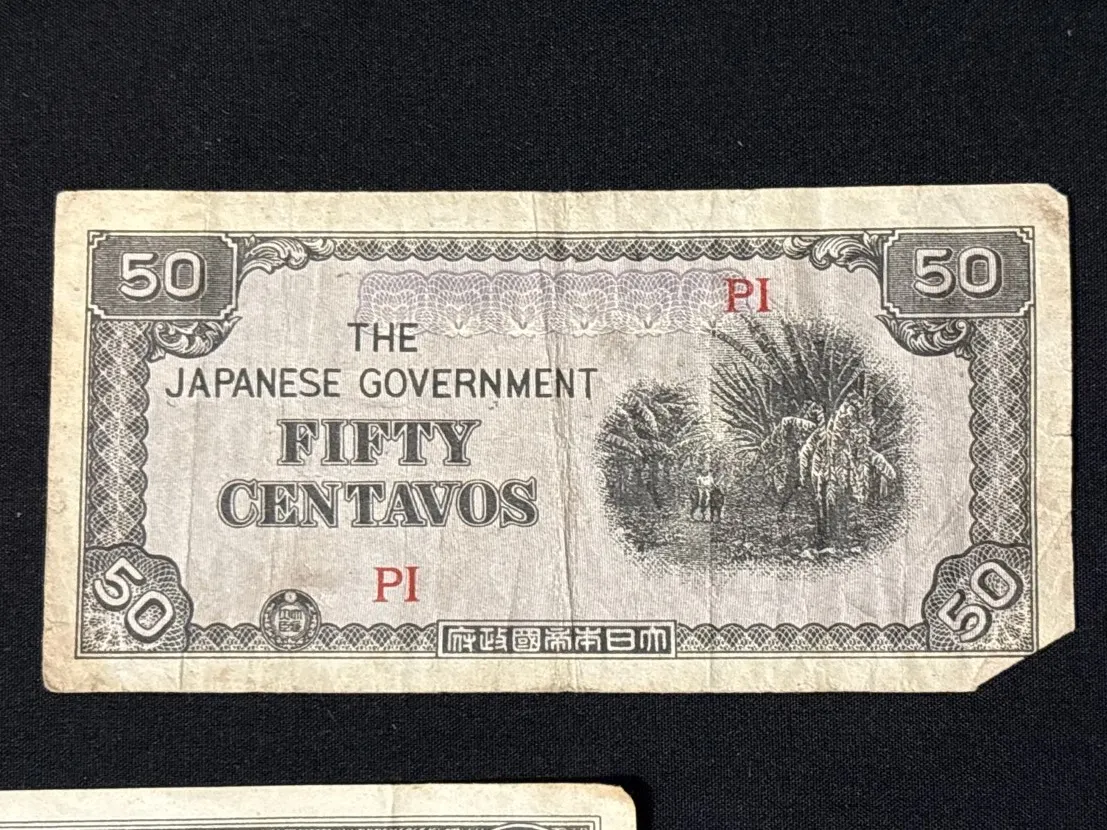 50
50
PI
THE
JAPANESE GOVERNMENT
FIFTY
CENTAVOS
PI
50
50
府政國帝本日大